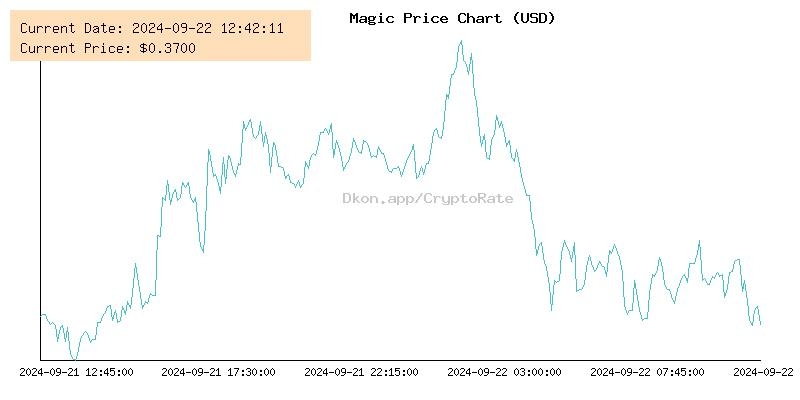 Magic Price Chart (USD)
Current Date: 2024-09-22 12:42:11
Current Price: $0.3700
Dkon.app/CryptoRate
2024-09-21 12:45:00 2024-09-21 17:30:00 2024-09-21 22:15:00 2024-09-22 03:00:00 2024-09-22 07:45:00 2024-09-22